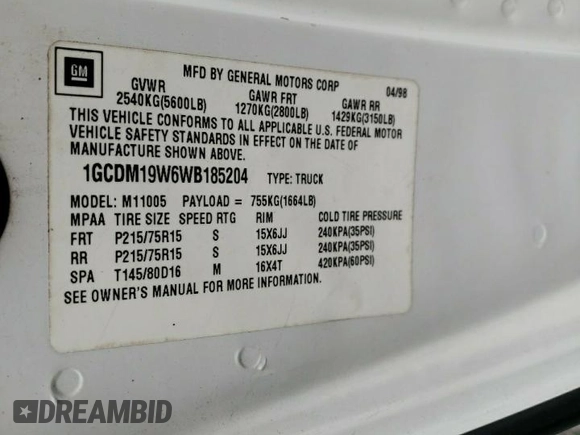 GM
MFD BY GENERAL MOTORS CORP 04/98
GVWR GAWR FRT GAWR RR
2540KG(5600LB) 1270KG(2800LB) 1429KG(3150LB)
THIS VEHICLE CONFORMS TO ALL APPLICABLE U.S. FEDERAL MOTOR
VEHICLE SAFETY STANDARDS IN EFFECT ON THE DATE OF
MANUFACTURE SHOWN ABOVE.
1GCDM19W6WB185204 TYPE: TRUCK
MODEL: M11005 PAYLOAD = 755KG(1664LB)
MPAA TIRE SIZE SPEED RTG RIM COLD TIRE PRESSURE
FRT P215/75R15 S 15X6JJ 240KPA(35PSI)
RR P215/75R15 S 15X6JJ 240KPA(35PSI)
SPA T145/80D16 M 16X4T 420KPA(60PSI)
SEE OWNER'S MANUAL FOR MORE INFORMATION.
DREAMBID